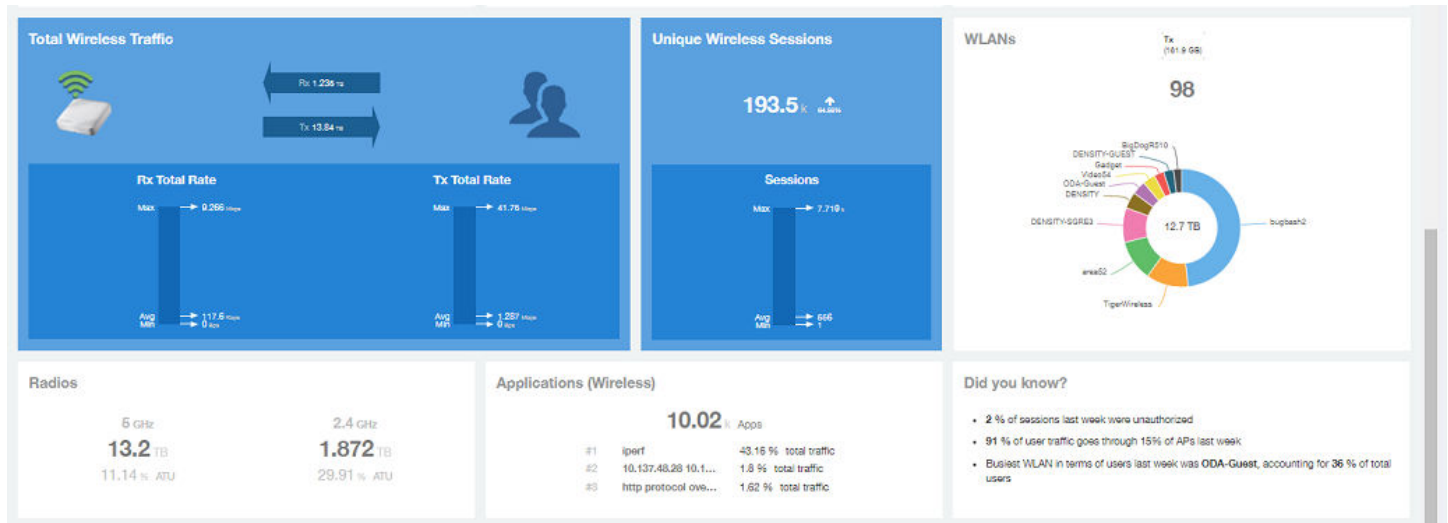 Total Wireless Traffic
Rx 1.236 TB
Tx 13.84 TB
Rx Total Rate
Max 9.266
Avg 117.6
Min 0
Tx Total Rate
Max 41.76
Avg 1.287
Min 0
Unique Wireless Sessions
193.5 k
Sessions
Max 7.719 k
Avg 666
Min 1
WLANs
Tx
(161.9 GB)
98
BigDogR510
DENSITY-GUEST
Gadget
Video54
ODA-Guest
DENSITY
DENSITY-SGRE3
area52
TigerWireless
bugbash2
12.7 TB
Radios
5 GHz
13.2 TB
11.14 % ATU
2.4 GHz
1.872 TB
29.91 % ATU
Applications (Wireless)
10.02 k Apps
#1 iperf 43.16 % total traffic
#2 10.137.48.28 10.1... 1.8 % total traffic
#3 http protocol ove... 1.62 % total traffic
Did you know?
• 2 % of sessions last week were unauthorized
• 91 % of user traffic goes through 15% of APs last week
• Busiest WLAN in terms of users last week was ODA-Guest, accounting for 36 % of total
users